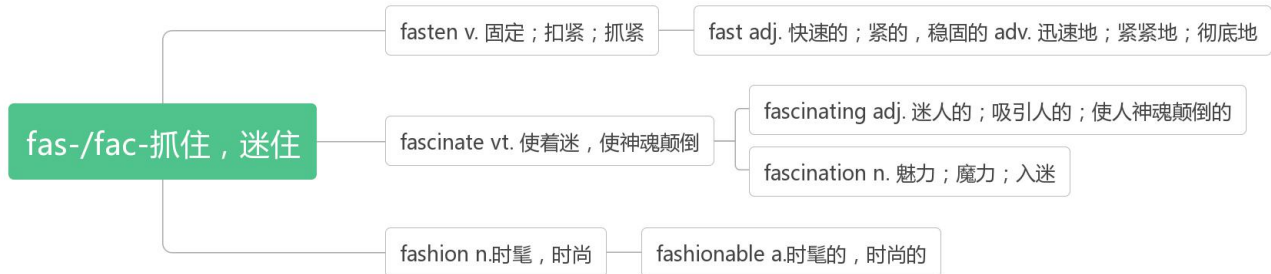 fas-/fac-抓住，迷住
fasten v. 固定；扣紧；抓紧
fast adj. 快速的；紧的，稳固的 adv. 迅速地；紧紧地；彻底地
fascinate vt. 使着迷，使神魂颠倒
fascinating adj. 迷人的；吸引人的；使人神魂颠倒的
fascination n. 魅力；魔力；入迷
fashion n.时髦，时尚
fashionable a.时髦的，时尚的